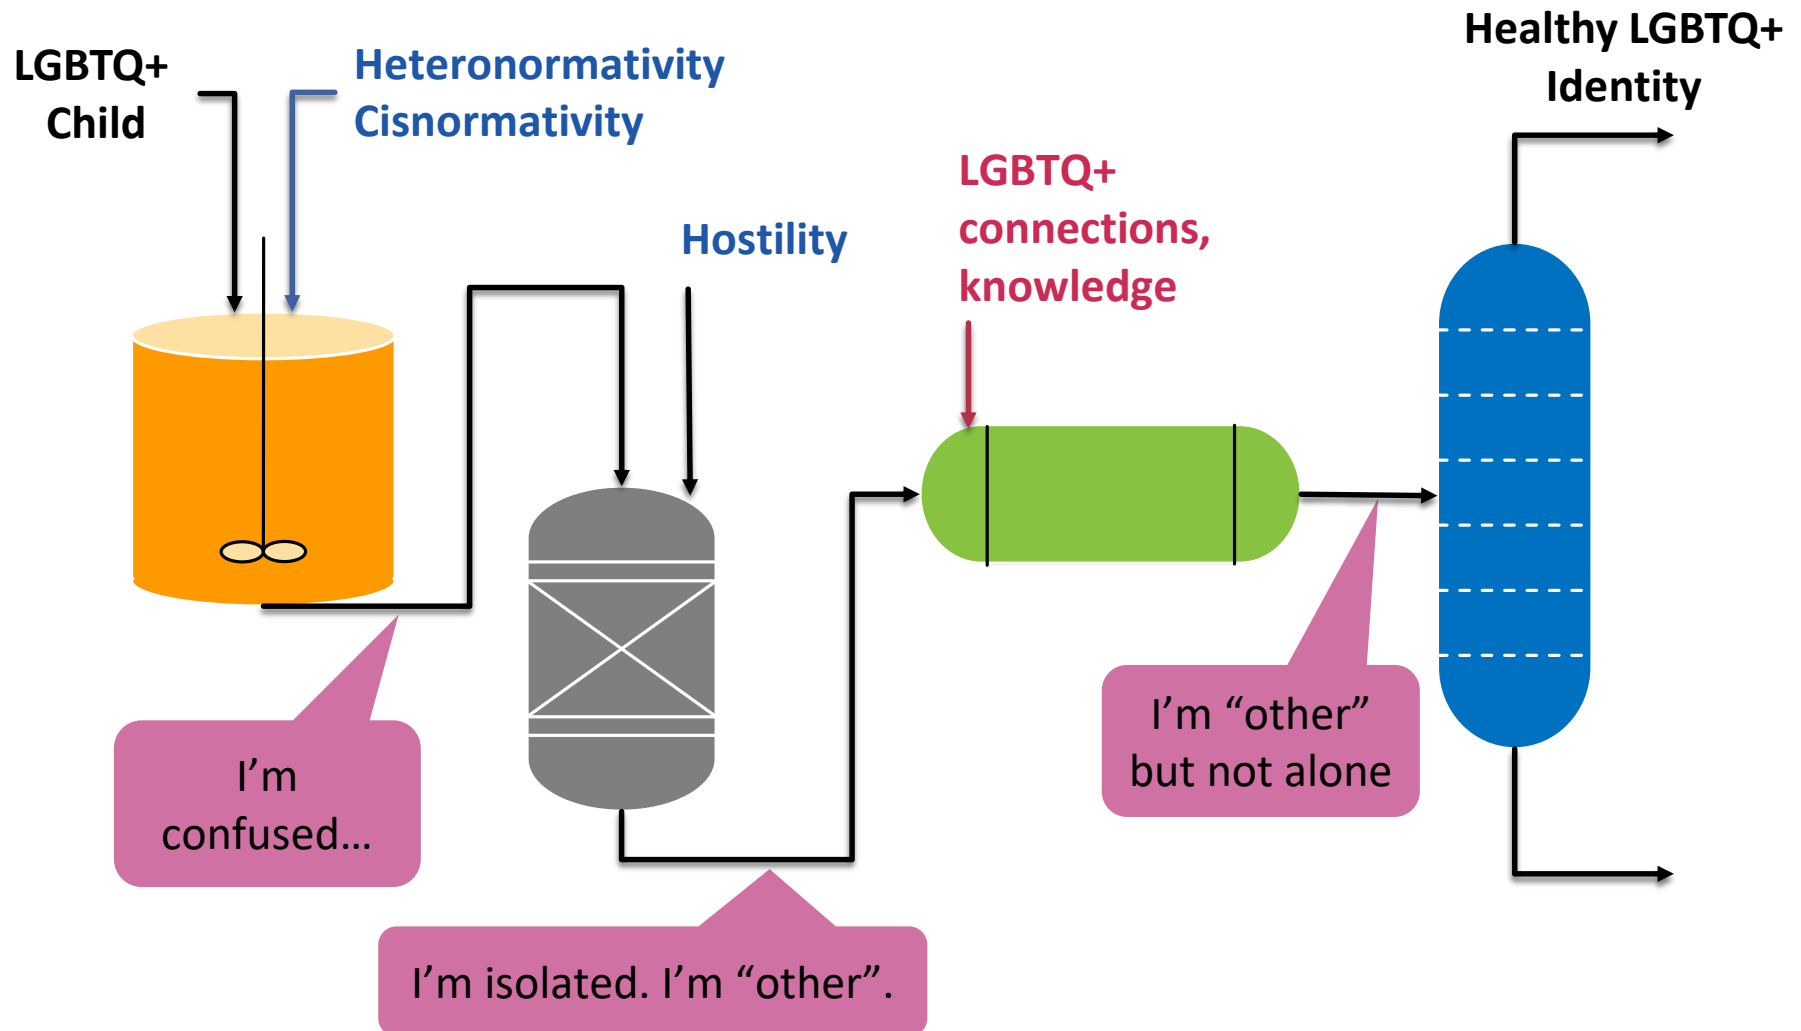 LGBTQ+
Child
Heteronormativity
Cisnormativity
Hostility
LGBTQ+
connections,
knowledge
Healthy LGBTQ+
Identity
I’m
confused...
I’m isolated. I’m “other”.
I’m “other”
but not alone